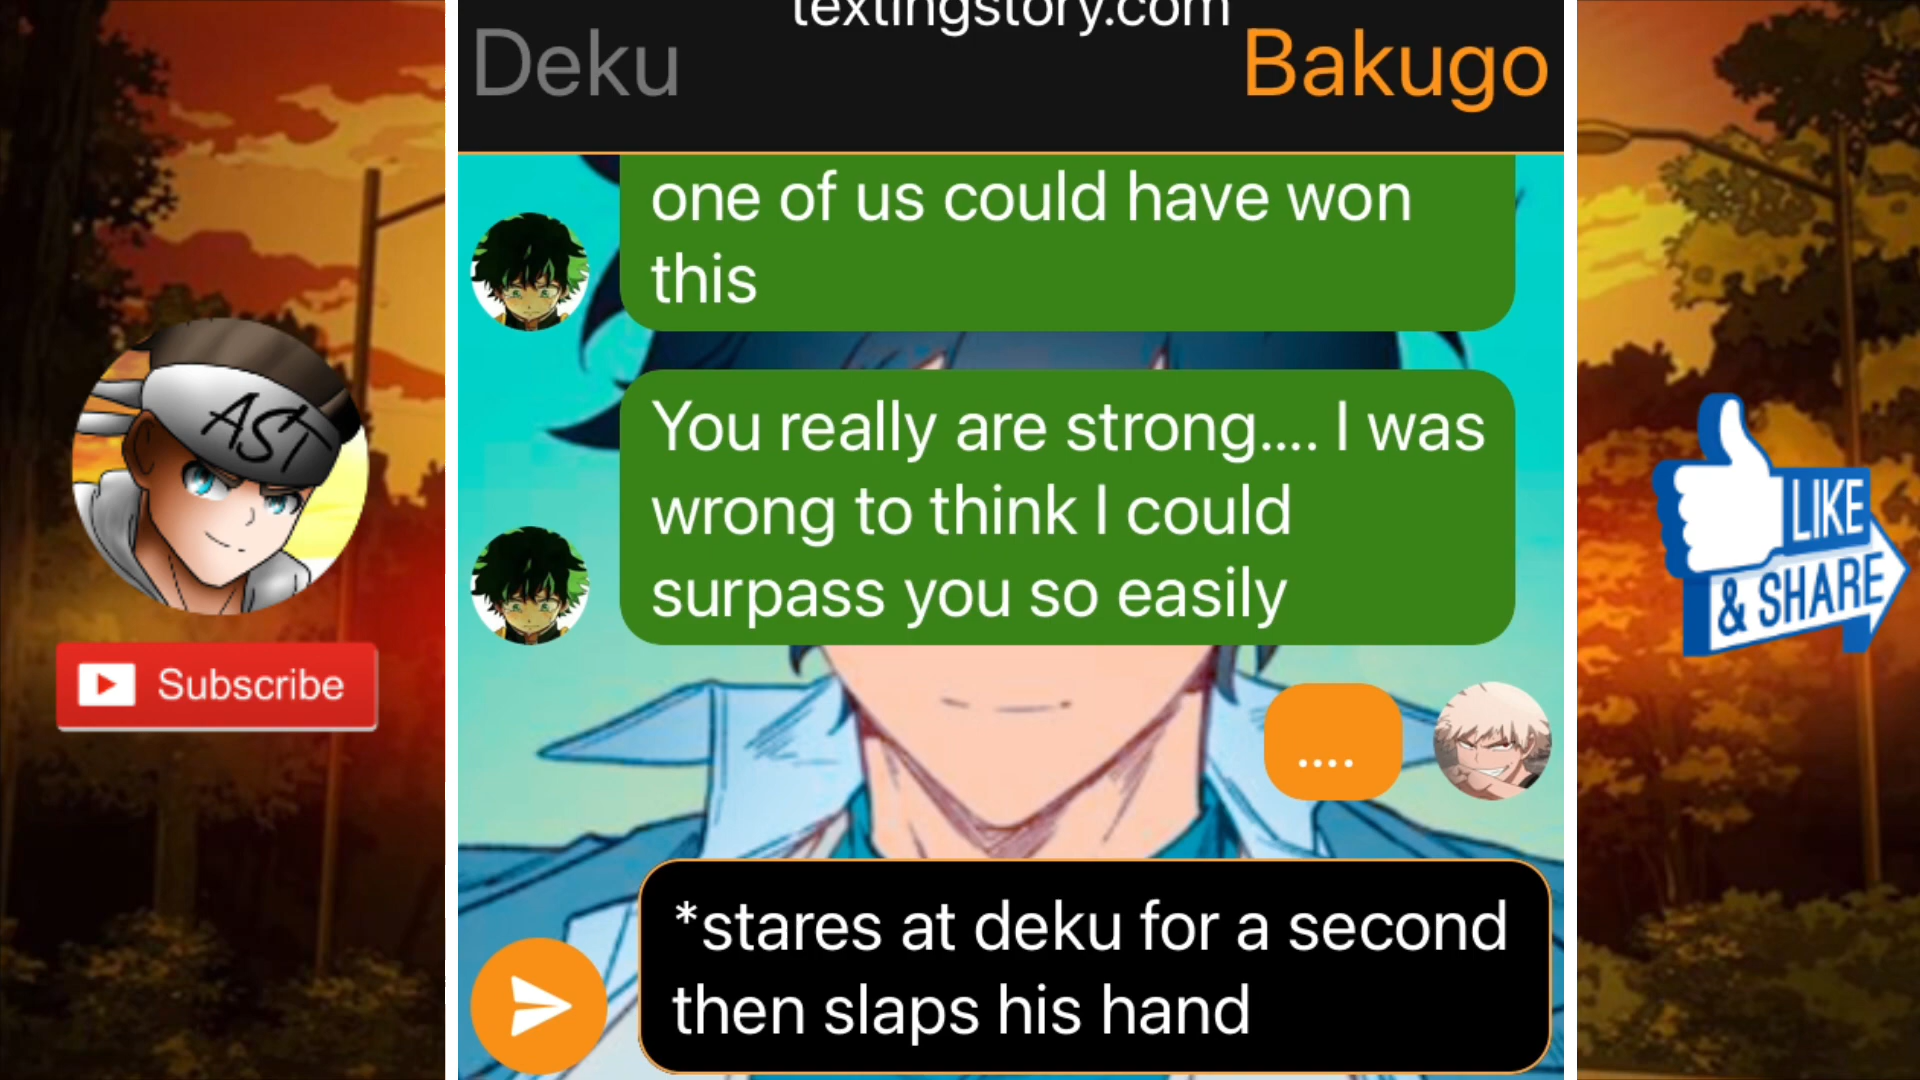 textingstory.com
Deku
Bakugo
one of us could have won
this
You really are strong.... I was
wrong to think I could
surpass you so easily
....
*stares at deku for a second
then slaps his hand
AST
Subscribe
LIKE
& SHARE